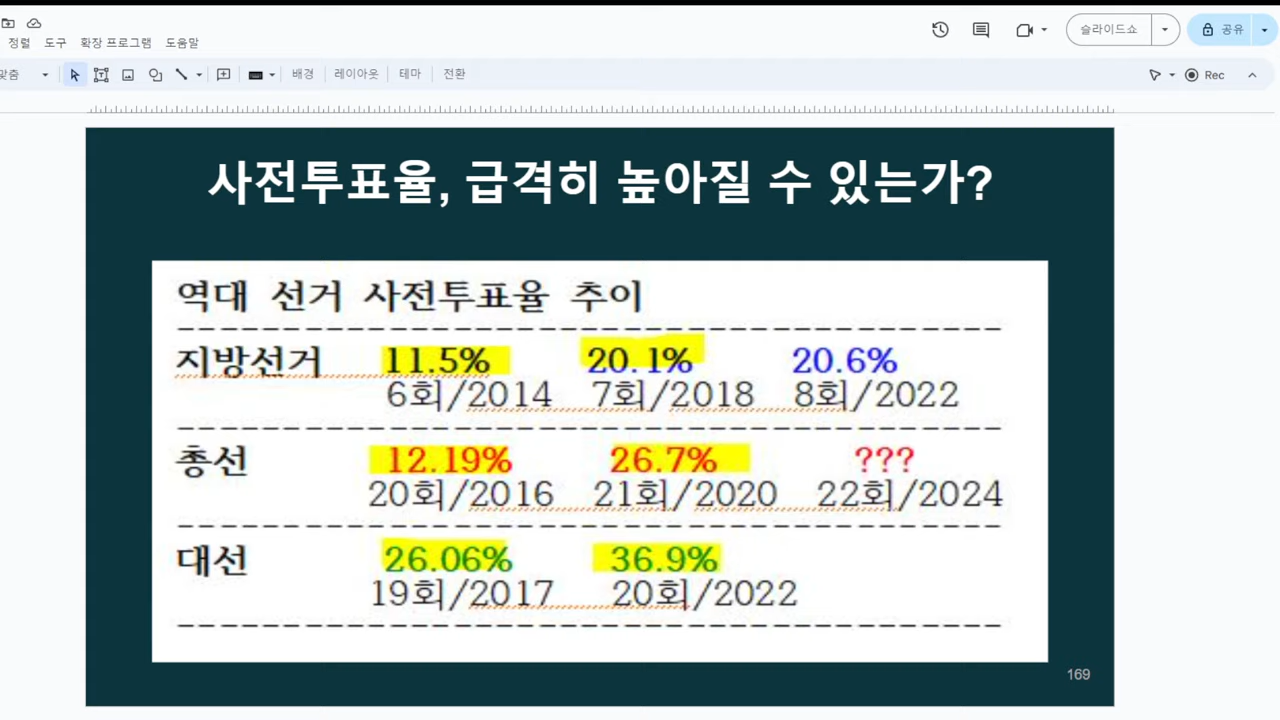 슬라이드쇼
공유
정렬 도구 확장 프로그램 도움말
맞춤 배경 레이아웃 테마 전환 Rec
사전투표율, 급격히 높아질 수 있는가?
역대 선거 사전투표율 추이
지방선거 11.5% 20.1% 20.6%
6회/2014 7회/2018 8회/2022
총선 12.19% 26.7% ???
20회/2016 21회/2020 22회/2024
대선 26.06% 36.9%
19회/2017 20회/2022
169